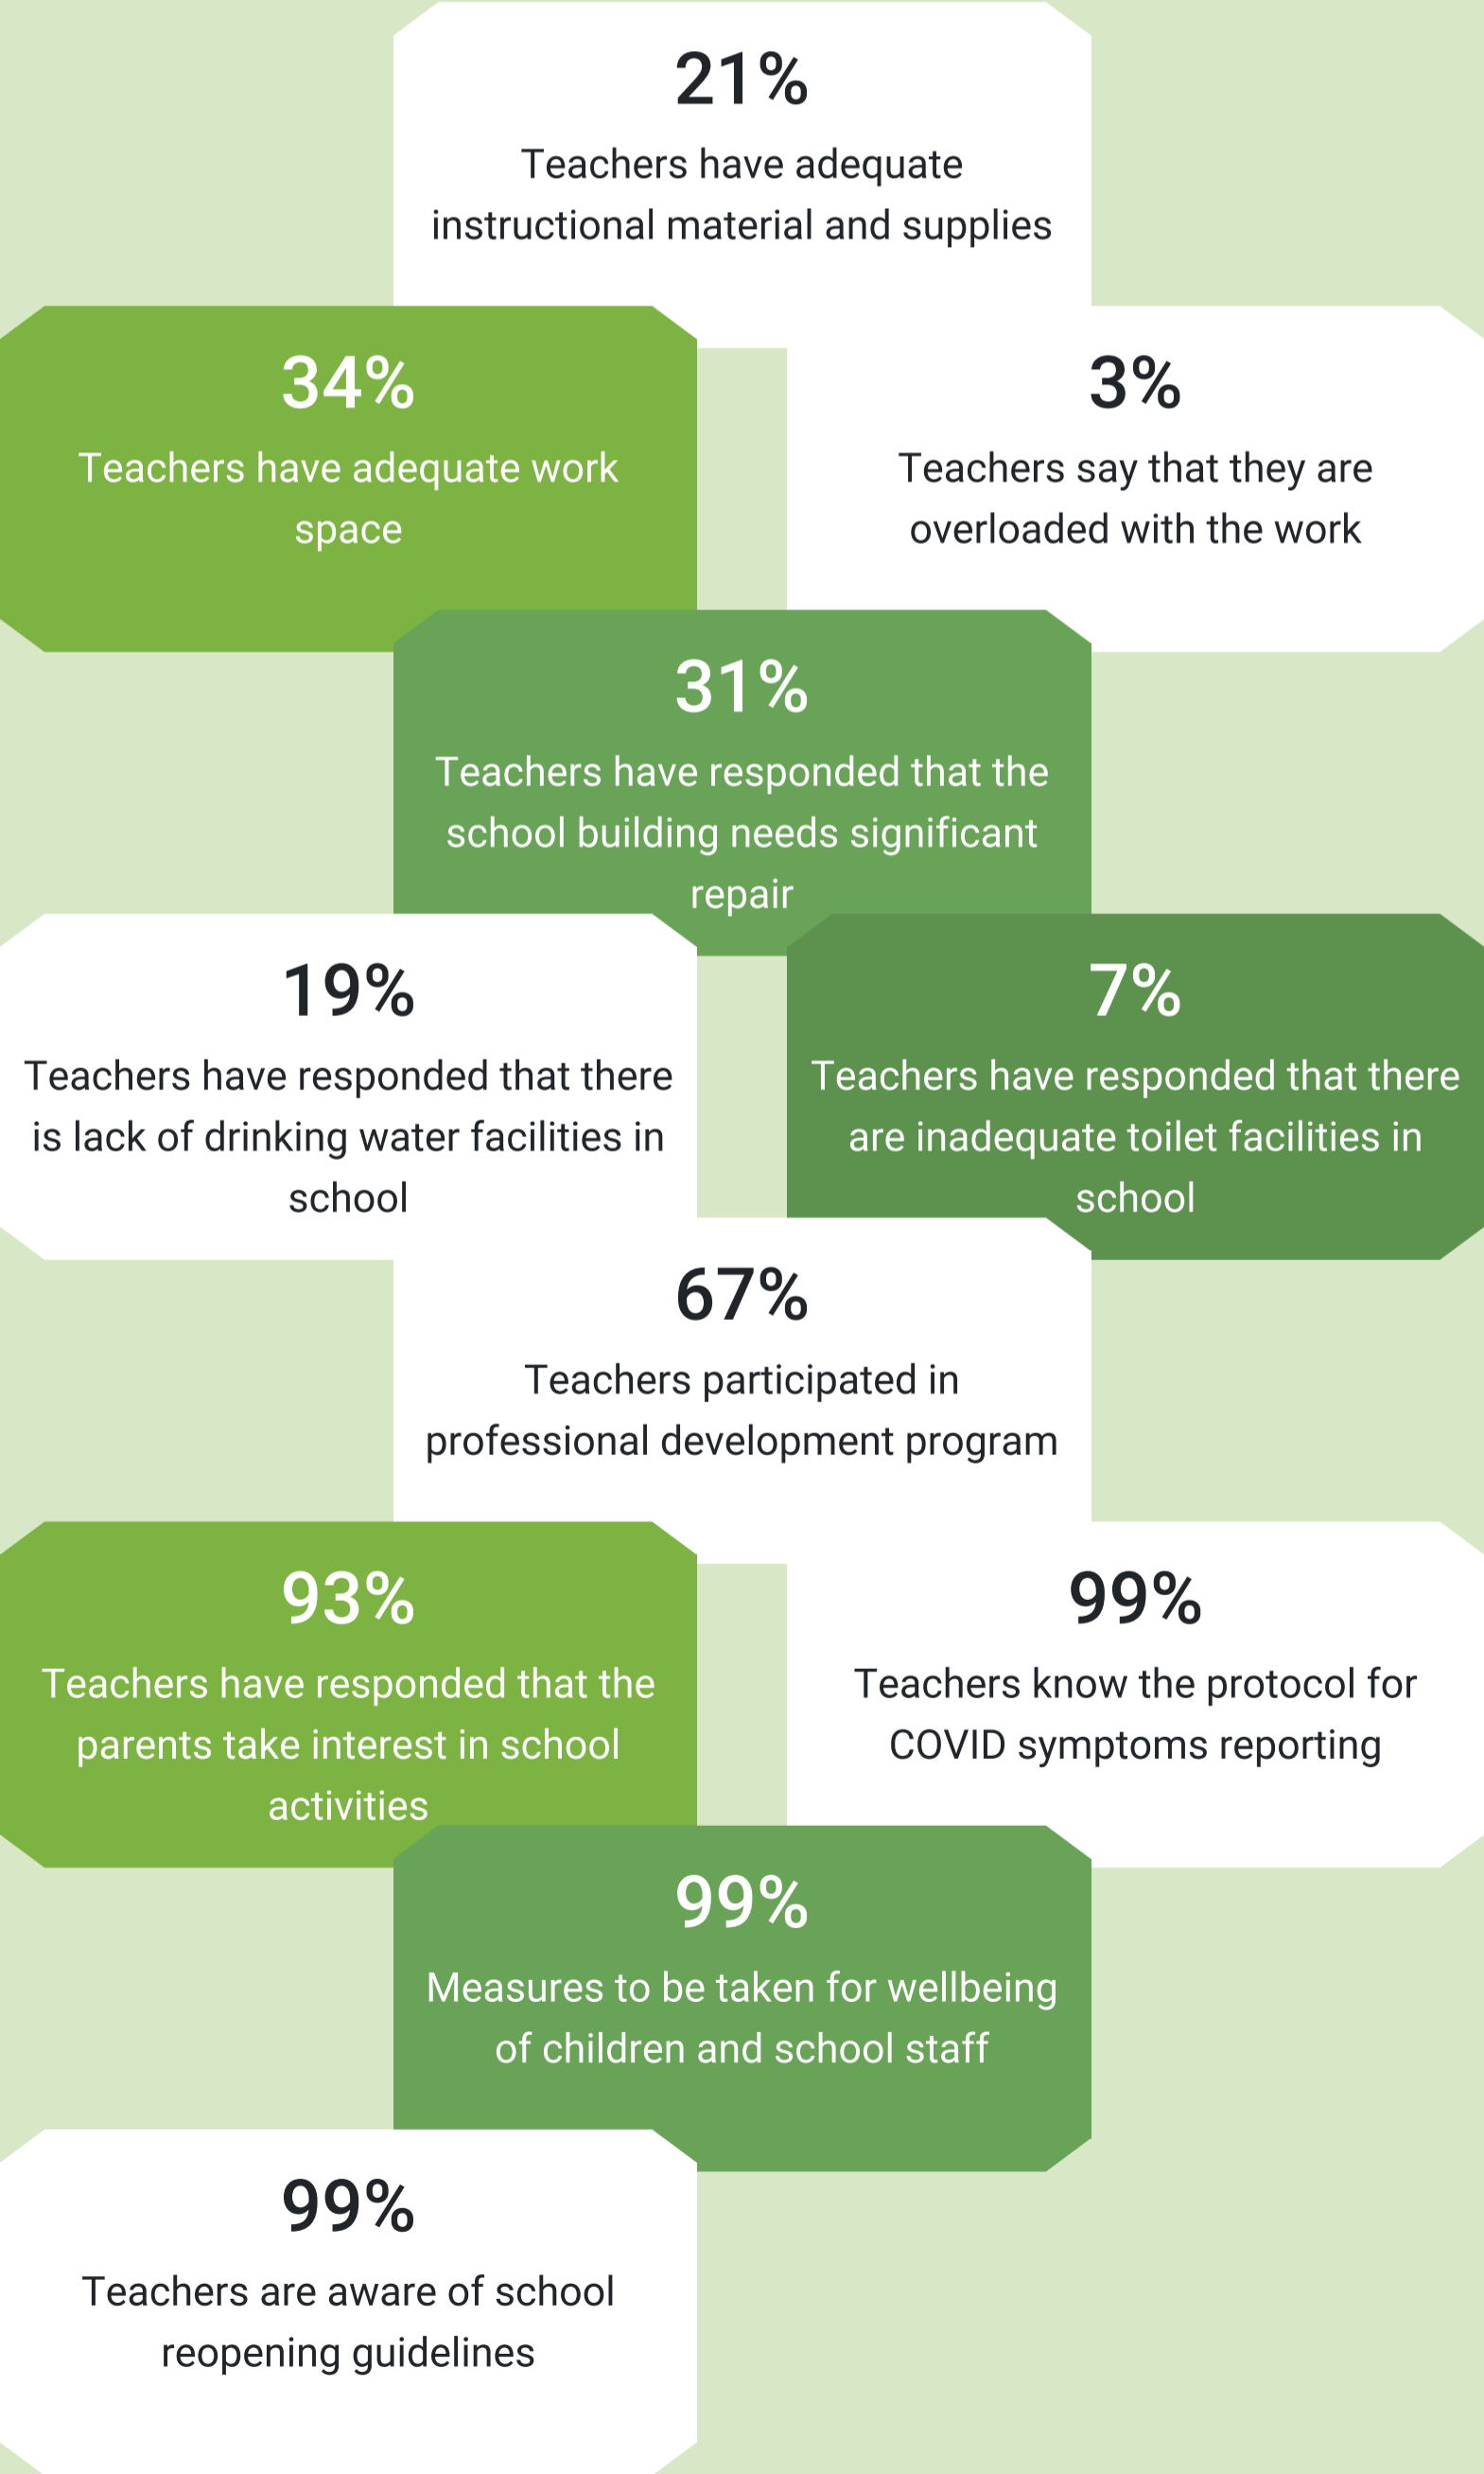 21%
Teachers have adequate
instructional material and supplies
34%
Teachers have adequate work
space
3%
Teachers say that they are
overloaded with the work
31%
Teachers have responded that the
school building needs significant
repair
19%
Teachers have responded that there
is lack of drinking water facilities in
school
7%
Teachers have responded that there
are inadequate toilet facilities in
school
67%
Teachers participated in
professional development program
93%
Teachers have responded that the
parents take interest in school
activities
99%
Teachers know the protocol for
COVID symptoms reporting
99%
Measures to be taken for wellbeing
of children and school staff
99%
Teachers are aware of school
reopening guidelines